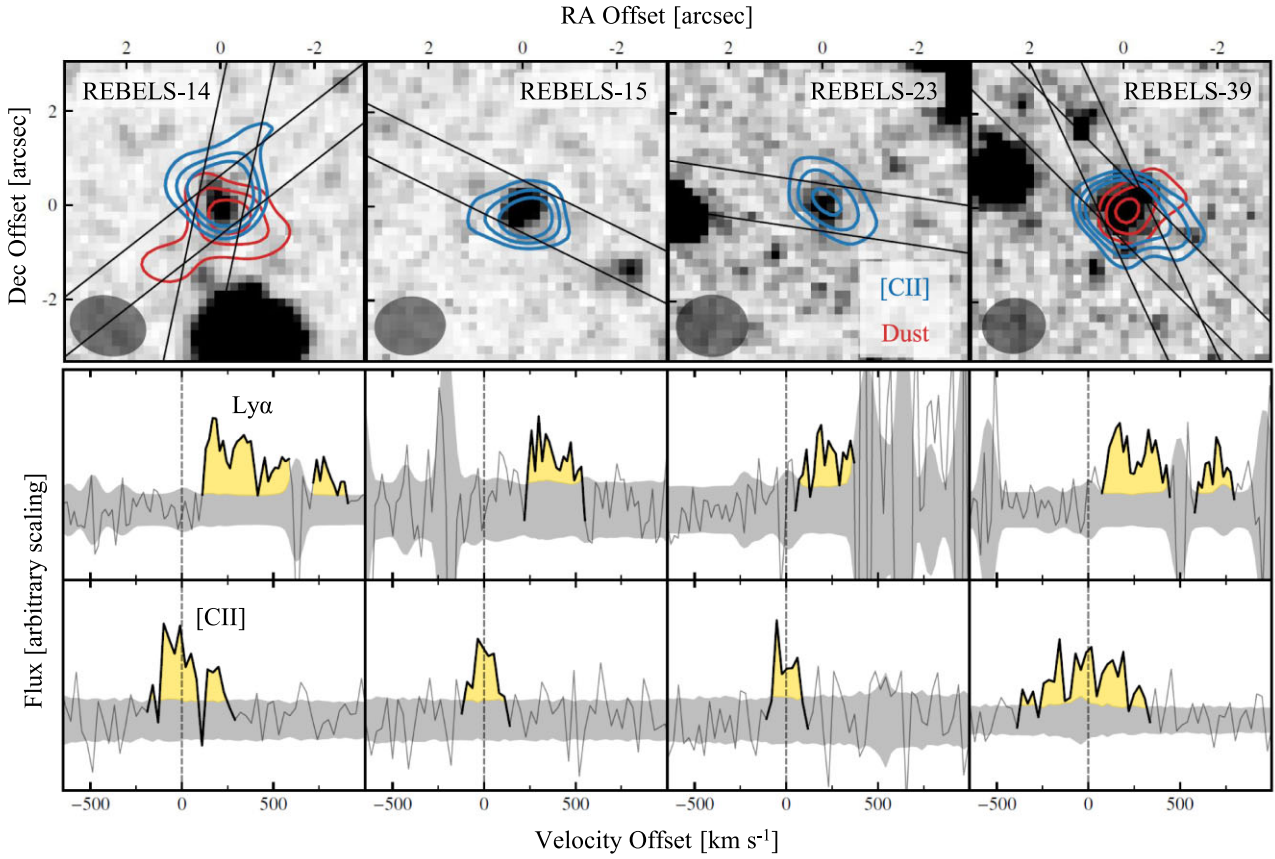 RA Offset [arcsec]
2 0 -2 2 0 -2 2 0 -2 2 0 -2
REBELS-14 REBELS-15 REBELS-23 REBELS-39
Dec Offset [arcsec]
2
0
-2
[CII]
Dust
Lyα
[CII]
Flux [arbitrary scaling]
−500 0 500 −500 0 500 −500 0 500 −500 0 500
Velocity Offset [km s⁻¹]